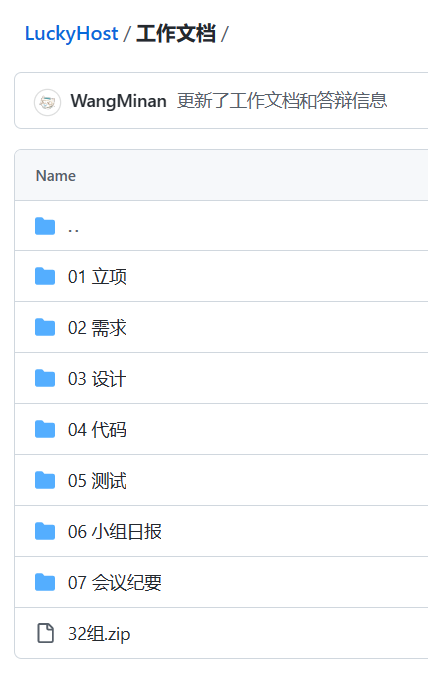 LuckyHost / 工作文档 /
WangMinan 更新了工作文档和答辩信息
Name
..
01 立项
02 需求
03 设计
04 代码
05 测试
06 小组日报
07 会议纪要
32组.zip